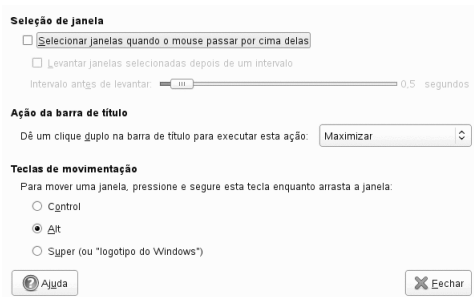 Seleção de janela
Selecionar janelas quando o mouse passar por cima delas
Levantar janelas selecionadas depois de um intervalo
Intervalo antes de levantar: 0,5 segundos
Ação da barra de título
Dê um clique duplo na barra de título para executar esta ação: Maximizar
Teclas de movimentação
Para mover uma janela, pressione e segure esta tecla enquanto arrasta a janela:
Control
Alt
Super (ou "logotipo do Windows")
Ajuda Fechar